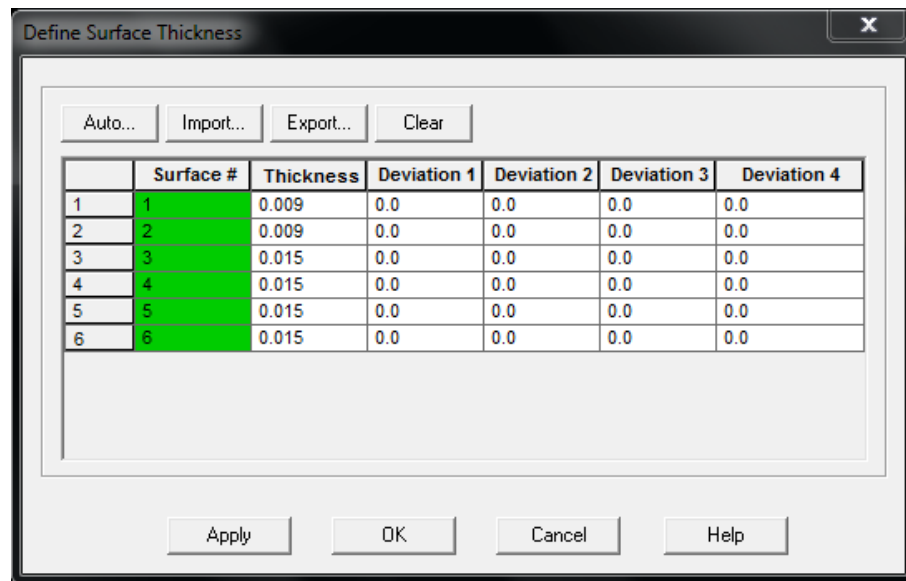 Define Surface Thickness
x
Auto... Import... Export... Clear
Surface # Thickness Deviation 1 Deviation 2 Deviation 3 Deviation 4
1 1 0.009 0.0 0.0 0.0 0.0
2 2 0.009 0.0 0.0 0.0 0.0
3 3 0.015 0.0 0.0 0.0 0.0
4 4 0.015 0.0 0.0 0.0 0.0
5 5 0.015 0.0 0.0 0.0 0.0
6 6 0.015 0.0 0.0 0.0 0.0
Apply OK Cancel Help